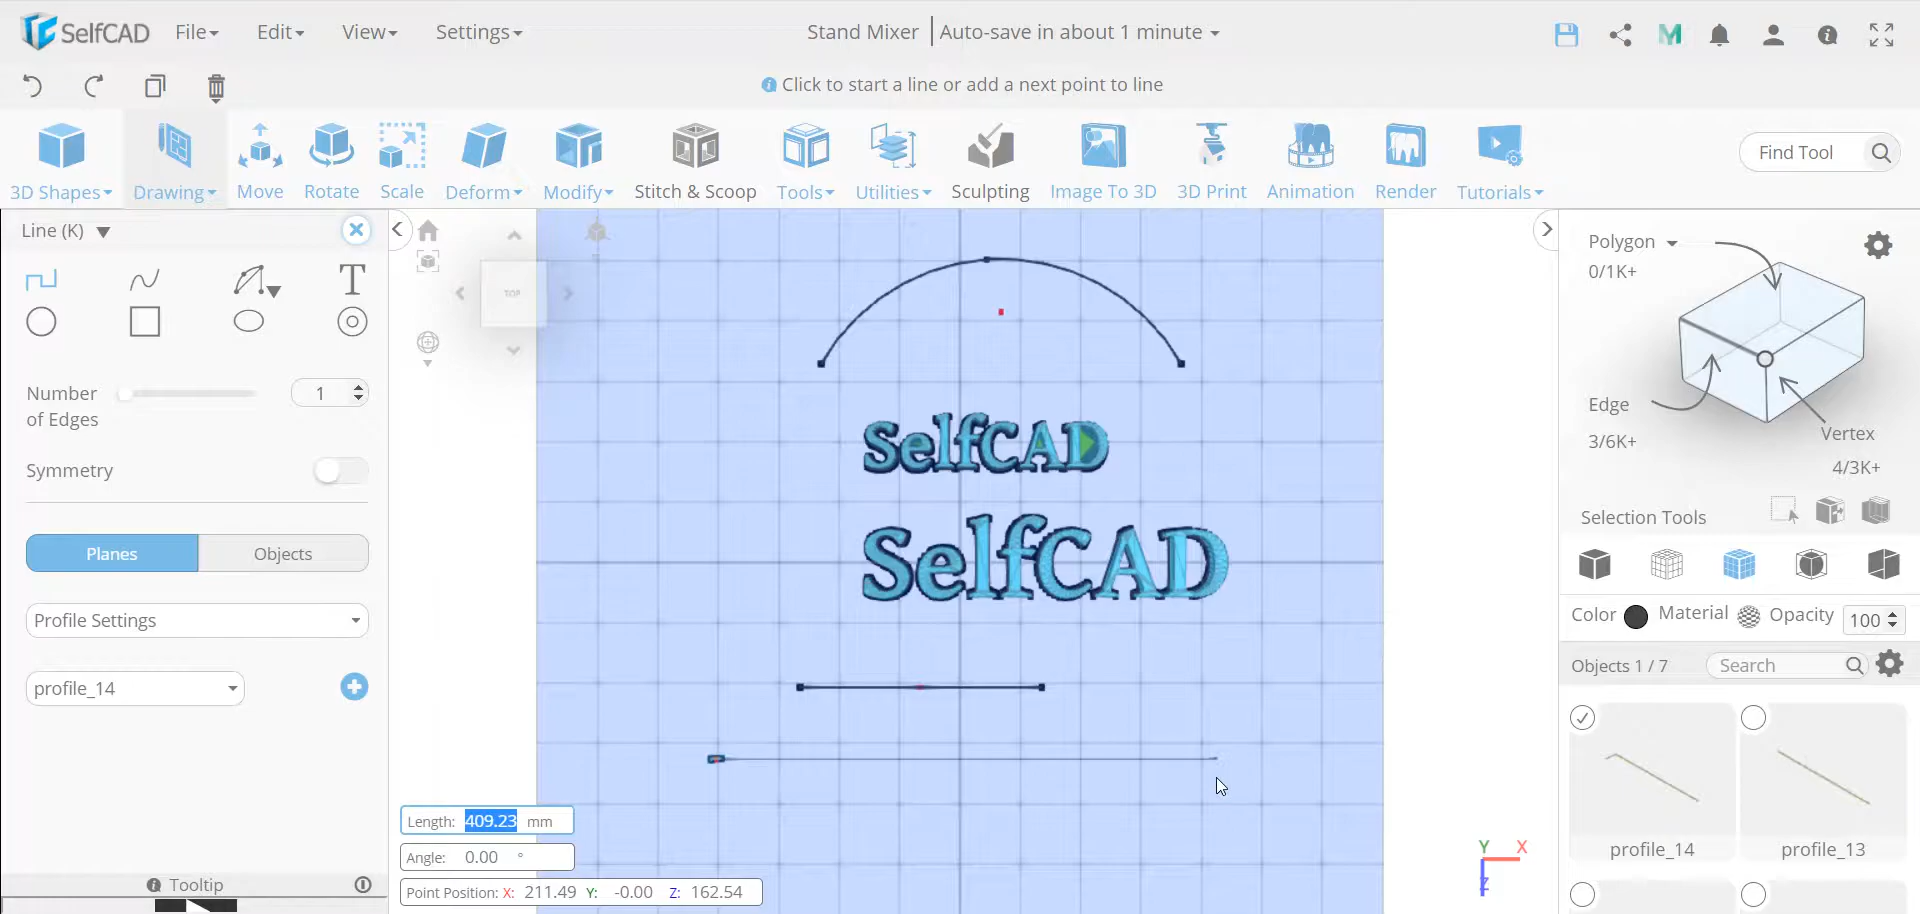 SelfCAD File Edit View Settings Stand Mixer Auto-save in about 1 minute
Click to start a line or add a next point to line
3D Shapes Drawing Move Rotate Scale Deform Modify Stitch & Scoop Tools Utilities Sculpting Image To 3D 3D Print Animation Render Tutorials Find Tool
Line (K)
T
Number
of Edges
1
Symmetry
Planes Objects
Profile Settings
profile_14
Tooltip
TOP
SelfCAD
SelfCAD
Length: 409.23 mm
Angle: 0.00 °
Point Position: X: 211.49 Y: -0.00 Z: 162.54
Y X
Z
Polygon
0/1K+
Edge
3/6K+
Vertex
4/3K+
Selection Tools
Color Material Opacity 100
Objects 1 / 7 Search
profile_14 profile_13